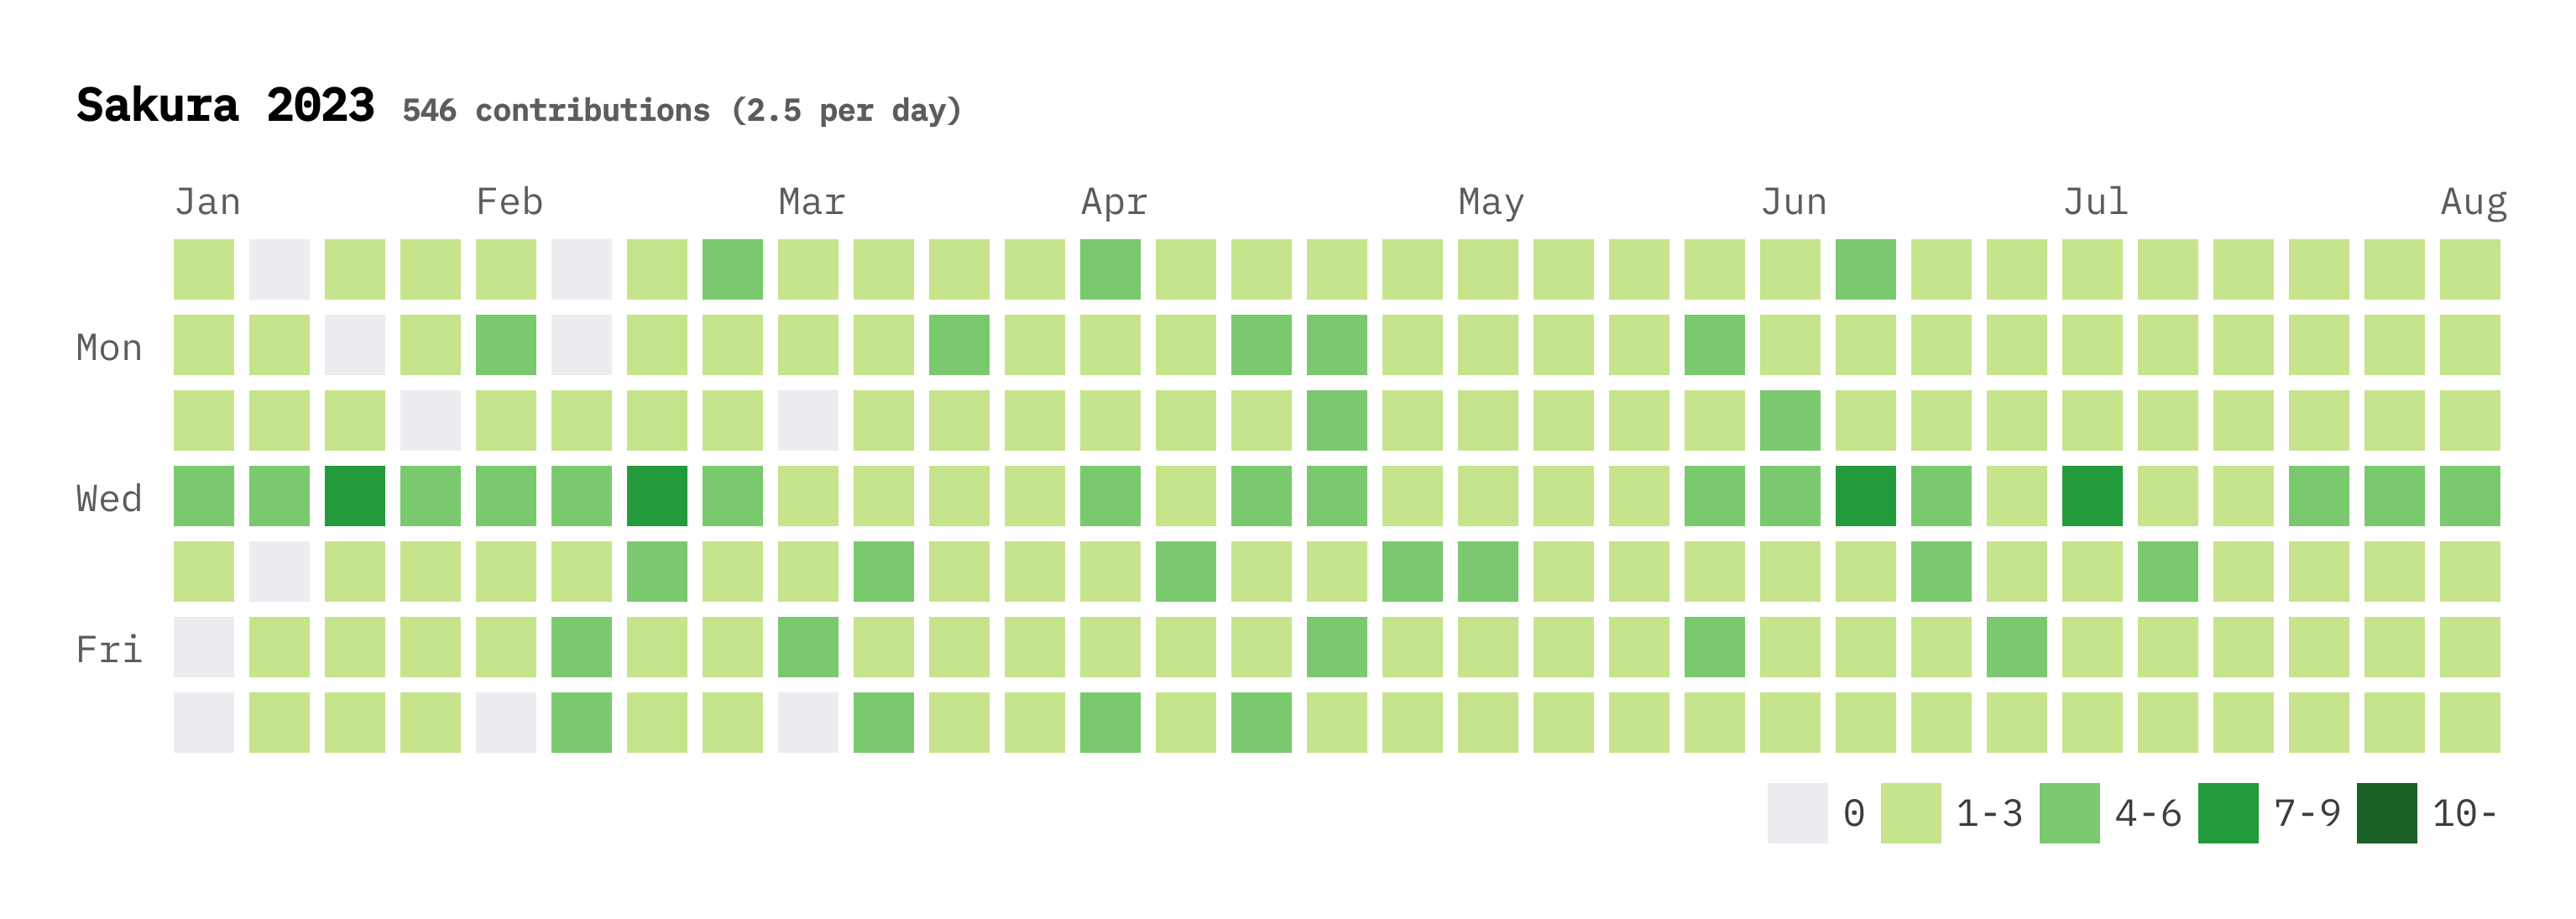 Sakura 2023 546 contributions (2.5 per day)
Jan Feb Mar Apr May Jun Jul Aug
Mon
Wed
Fri
0 1-3 4-6 7-9 10-